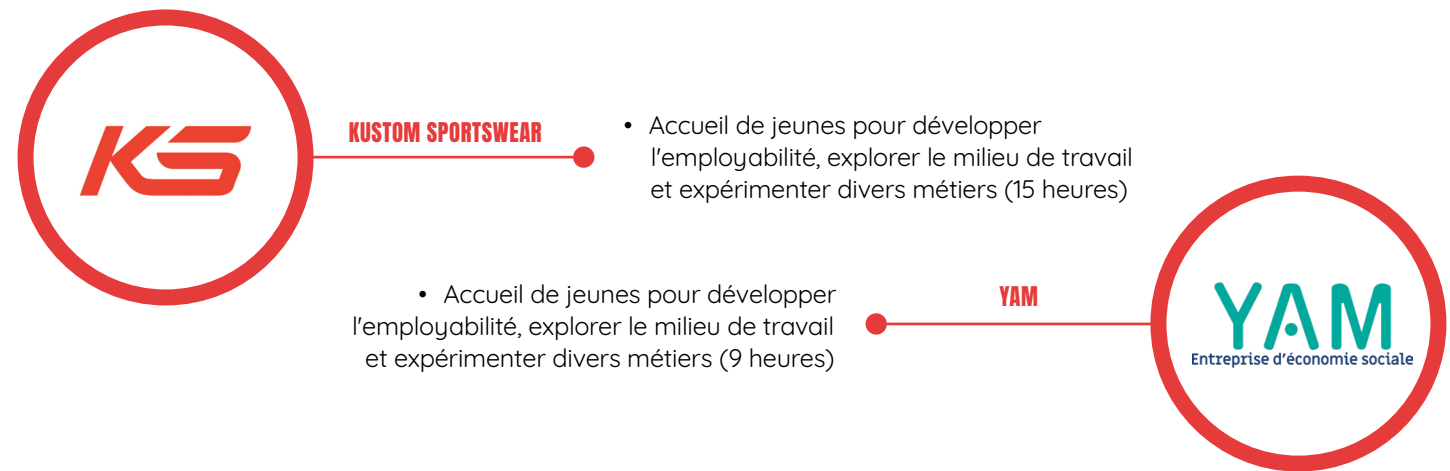 KS
KUSTOM SPORTSWEAR
• Accueil de jeunes pour développer
l'employabilité, explorer le milieu de travail
et expérimenter divers métiers (15 heures)
• Accueil de jeunes pour développer
l'employabilité, explorer le milieu de travail
et expérimenter divers métiers (9 heures)
YAM
YAM
Entreprise d'économie sociale